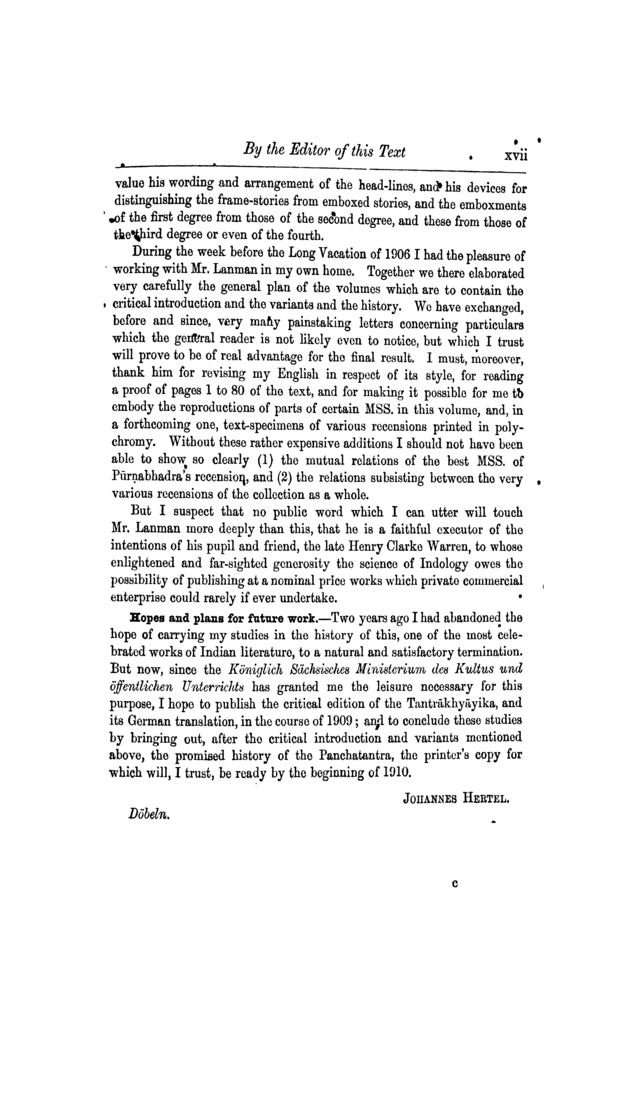 By the Editor of this Text
xvii
value his wording and arrangement of the head-lines, and his devices for
distinguishing the frame-stories from emboxed stories, and the emboxments
of the first degree from those of the second degree, and these from those of
the third degree or even of the fourth.
During the week before the Long Vacation of 1906 I had the pleasure of
working with Mr. Lanman in my own home. Together we there elaborated
very carefully the general plan of the volumes which are to contain the
critical introduction and the variants and the history. We have exchanged,
before and since, very many painstaking letters concerning particulars
which the general reader is not likely even to notice, but which I trust
will prove to be of real advantage for the final result. I must, moreover,
thank him for revising my English in respect of its style, for reading
a proof of pages 1 to 80 of the text, and for making it possible for me to
embody the reproductions of parts of certain MSS. in this volume, and, in
a forthcoming one, text-specimens of various recensions printed in poly-
chromy. Without these rather expensive additions I should not have been
able to show so clearly (1) the mutual relations of the best MSS. of
Pūrṇabhadra's recension, and (2) the relations subsisting between the very
various recensions of the collection as a whole.
But I suspect that no public word which I can utter will touch
Mr. Lanman more deeply than this, that he is a faithful executor of the
intentions of his pupil and friend, the late Henry Clarke Warren, to whose
enlightened and far-sighted generosity the science of Indology owes the
possibility of publishing at a nominal price works which private commercial
enterprise could rarely if ever undertake.
Hopes and plans for future work.—Two years ago I had abandoned the
hope of carrying my studies in the history of this, one of the most cele-
brated works of Indian literature, to a natural and satisfactory termination.
But now, since the Königlich Sächsisches Ministerium des Kultus und
öffentlichen Unterrichts has granted me the leisure necessary for this
purpose, I hope to publish the critical edition of the Tantrākhyāyika, and
its German translation, in the course of 1909; and to conclude these studies
by bringing out, after the critical introduction and variants mentioned
above, the promised history of the Panchatantra, the printer's copy for
which will, I trust, be ready by the beginning of 1910.
JOHANNES HERTEL.
Döbeln.
c